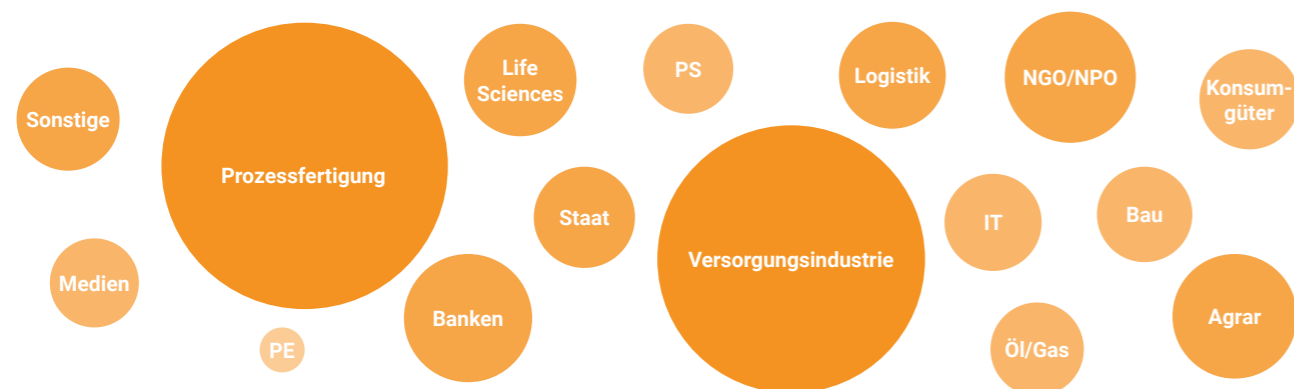 Life
Sciences
PS
Logistik
NGO/NPO
Konsum-
güter
Sonstige
Prozessfertigung
Staat
IT
Bau
Versorgungsindustrie
Medien
Banken
Agrar
PE
Öl/Gas